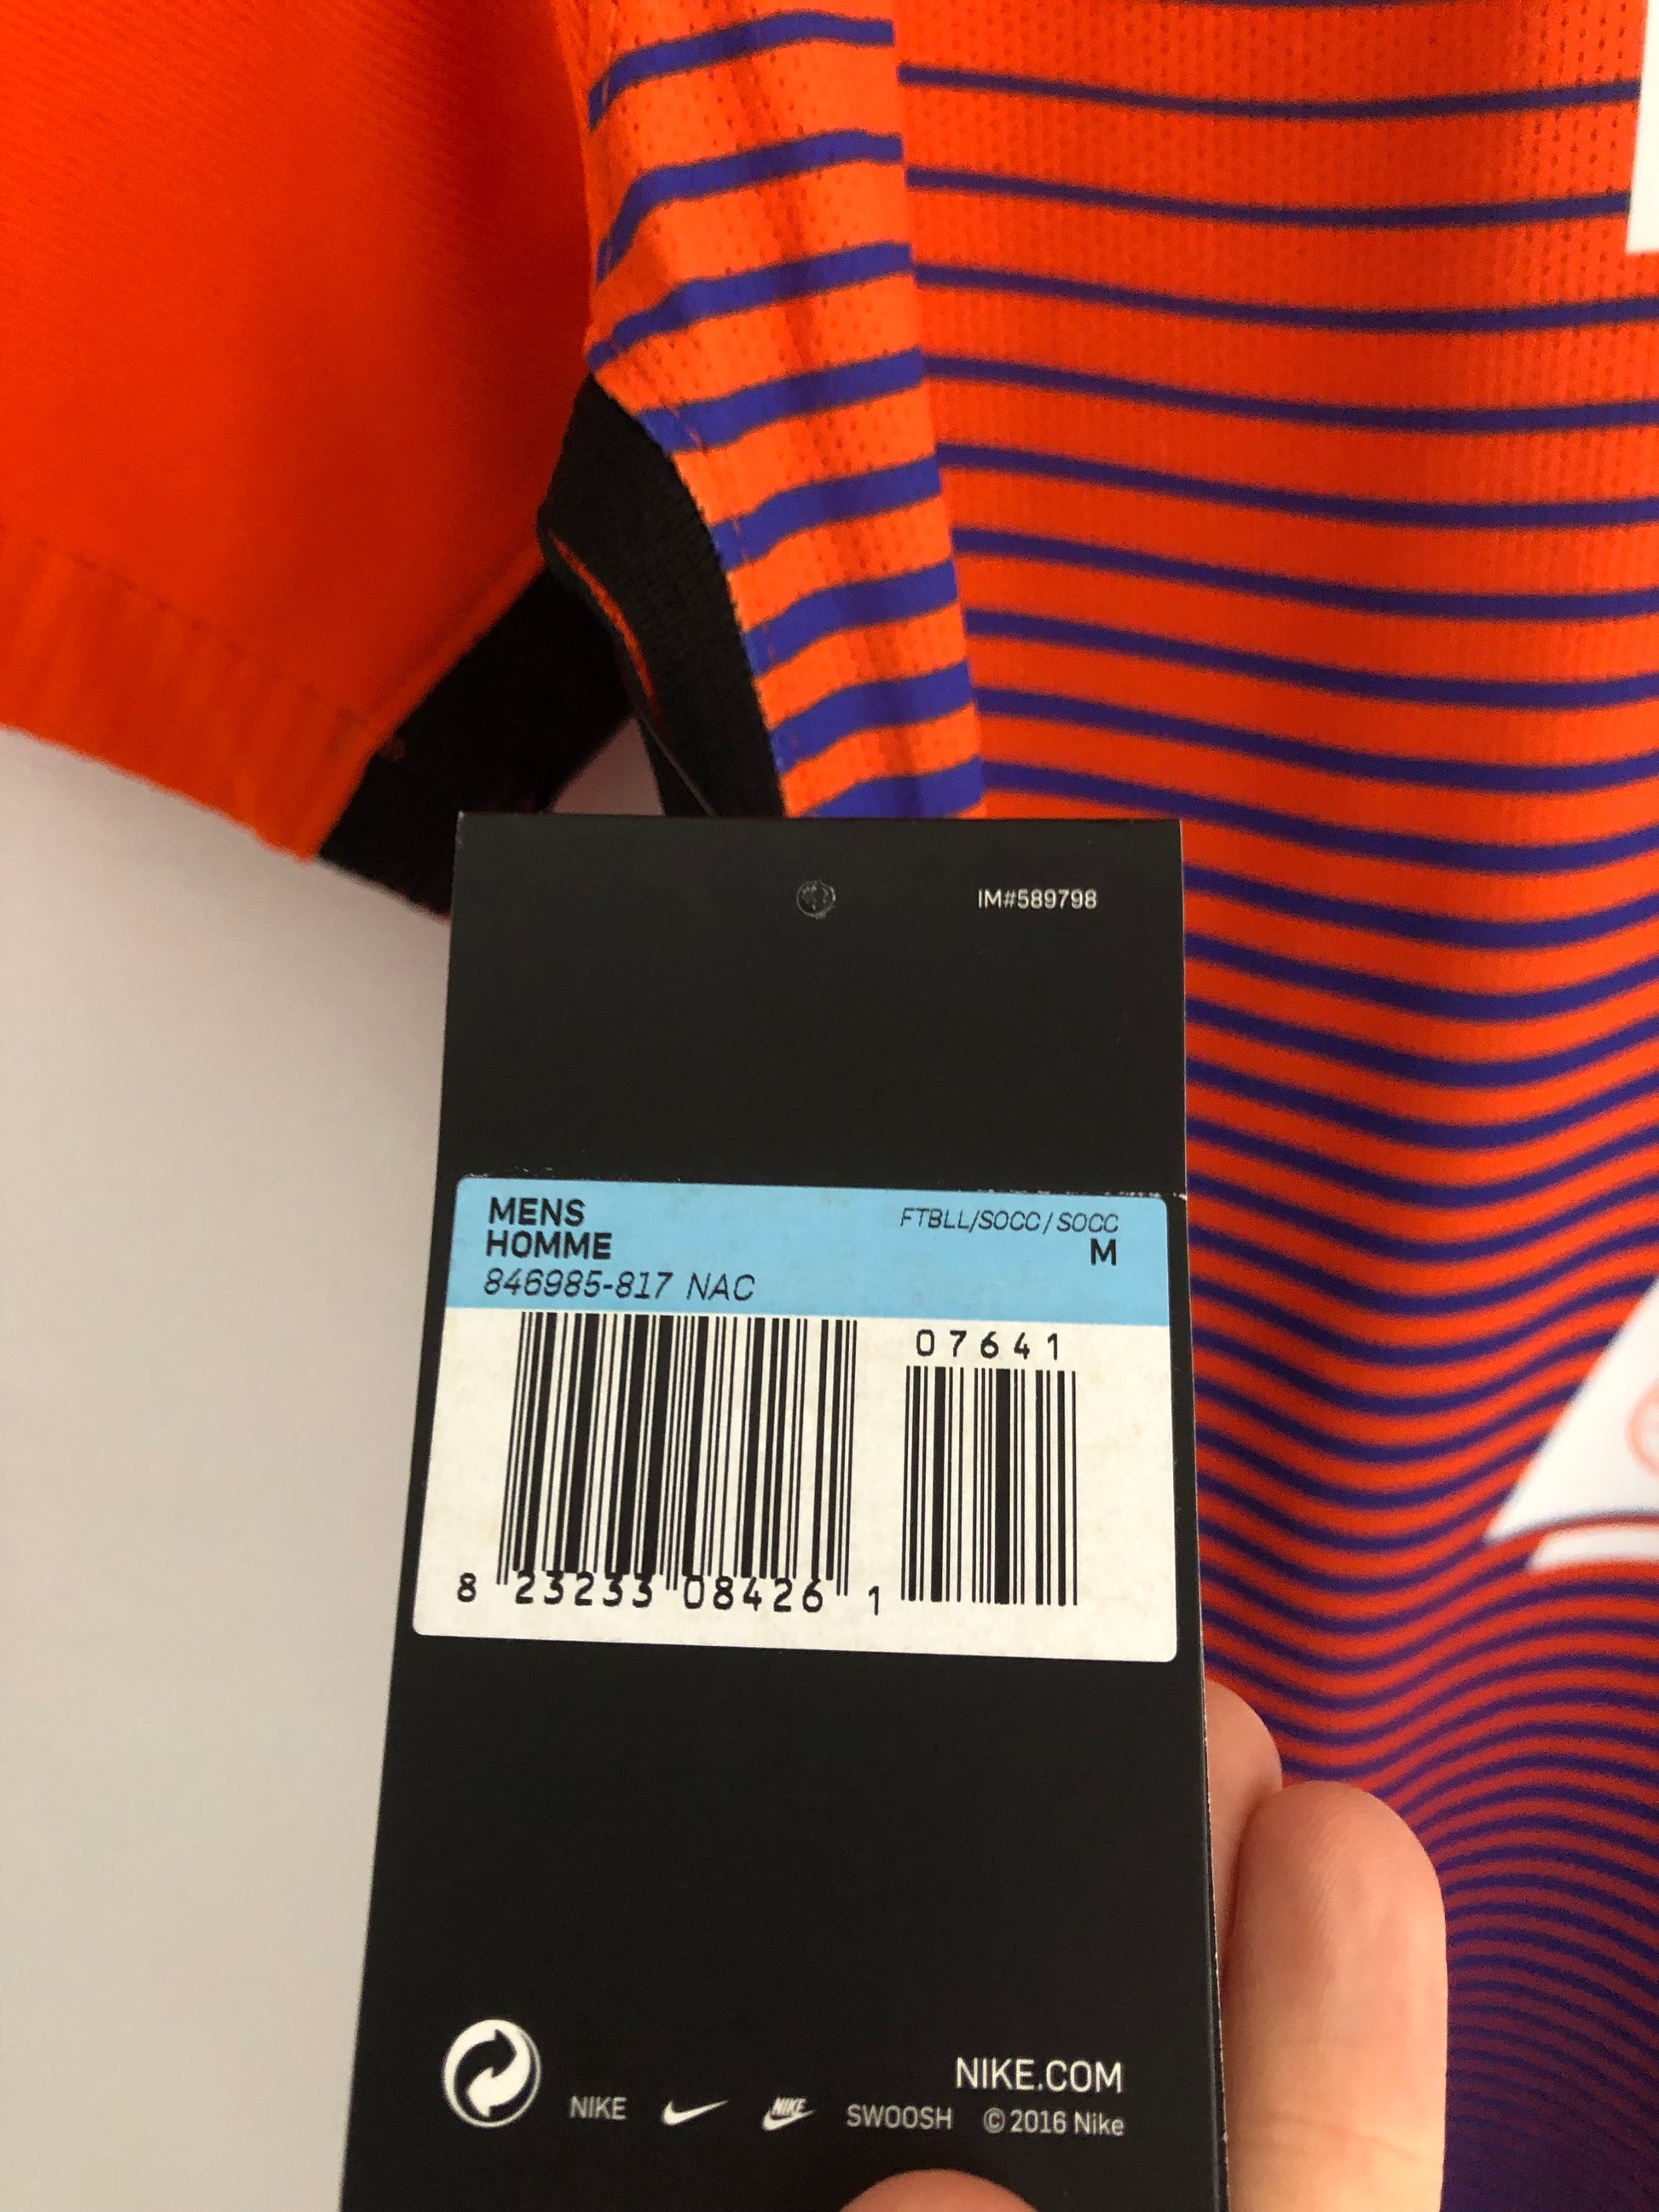 IM#589798
MENS
HOMME
FTBLL/SOCC/SOCC
M
846985-817 NAC
07641
8 23233 08426 1
NIKE.COM
NIKE NIKE SWOOSH © 2016 Nike